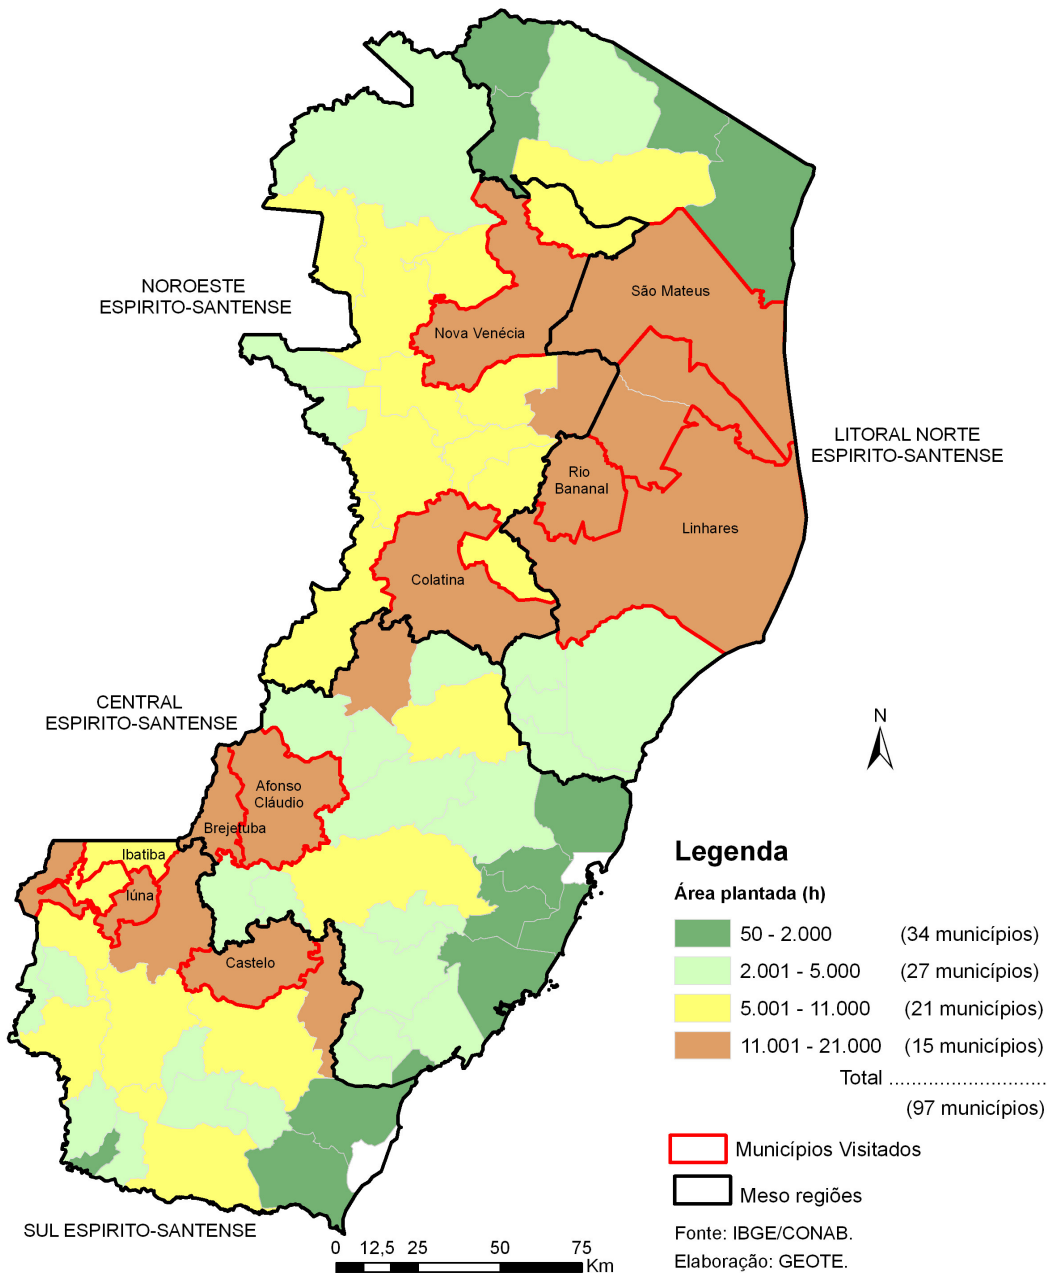 NOROESTE
ESPIRITO-SANTENSE
São Mateus
Nova Venécia
LITORAL NORTE
ESPIRITO-SANTENSE
Rio
Bananal
Linhares
Colatina
CENTRAL
ESPIRITO-SANTENSE
N
Afonso
Cláudio
Brejetuba
Ibatiba
Iúna
Castelo
Legenda
Área plantada (h)
50 - 2.000 (34 municípios)
2.001 - 5.000 (27 municípios)
5.001 - 11.000 (21 municípios)
11.001 - 21.000 (15 municípios)
Total ............................
(97 municípios)
Municípios Visitados
Meso regiões
SUL ESPIRITO-SANTENSE
Fonte: IBGE/CONAB.
Elaboração: GEOTE.
0 12,5 25 50 75
Km